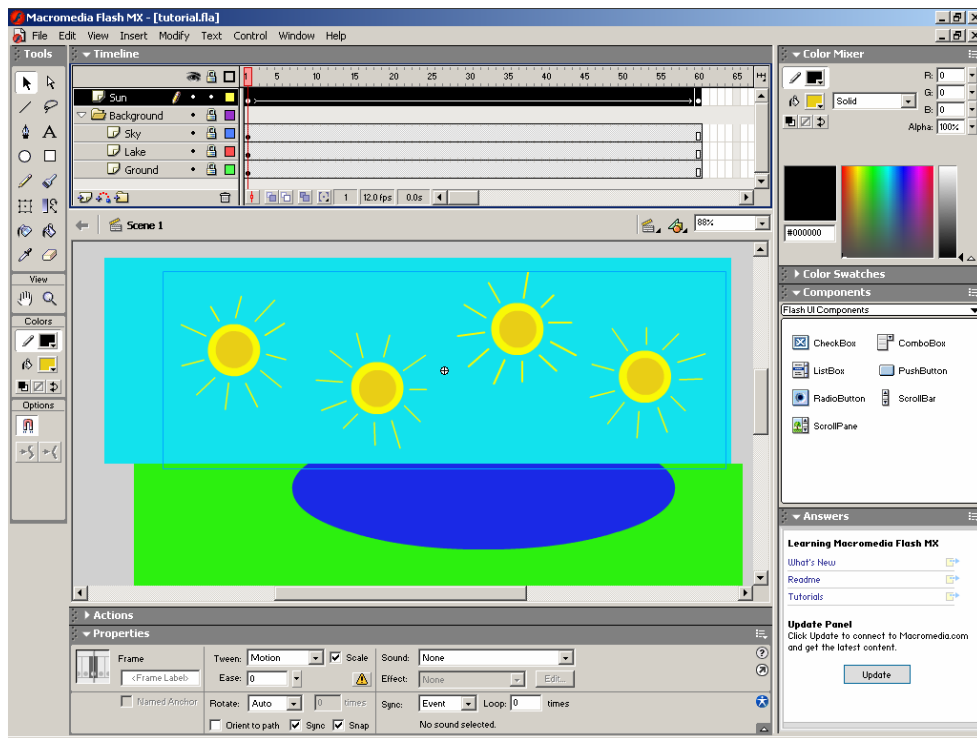 Macromedia Flash MX - [tutorial.fla]
File Edit View Insert Modify Text Control Window Help
Tools
Timeline
1 5 10 15 20 25 30 35 40 45 50 55 60 65
Sun
Background
Sky
Lake
Ground
1 12.0 fps 0.0s
Scene 1
88%
View
Colors
Options
Color Mixer
R: 0
Solid
G: 0
B: 0
Alpha: 100%
#000000
Color Swatches
Components
Flash UI Components
CheckBox ComboBox
ListBox PushButton
RadioButton ScrollBar
ScrollPane
Answers
Learning Macromedia Flash MX
What's New
Readme
Tutorials
Update Panel
Click Update to connect to Macromedia.com
and get the latest content.
Update
Actions
Properties
Frame Tween: Motion Scale Sound: None
<Frame Label> Ease: 0 Effect: None Edit...
Named Anchor Rotate: Auto 0 times Sync: Event Loop: 0 times
Orient to path Sync Snap No sound selected.